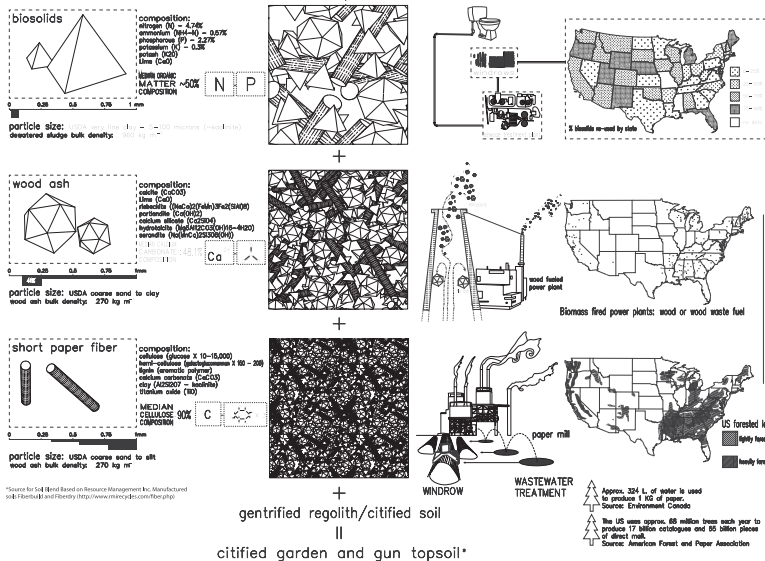 biosolids
composition:
nitrogen (N) - 4.74%
ammonium (NH4-N) - 0.57%
phosphorous (P) - 2.27%
potassium (K) - 0.3%
potash (K2O)
Lime (CaO)
MEDIUM ORGANIC
MATTER ~50%
COMPOSITION
N P
0 0.25 0.5 0.75 1 mm
particle size:
dewatered sludge bulk density:
% biosolids re-used by state
+
wood ash
composition:
calcite (CaCO3)
Lime (CaO)
portlandite (Ca(OH)2)
calcium silicate (Ca2SiO4)
Ca
0 0.25 0.5 0.75 1 mm
particle size: USDA coarse sand to clay
wood ash bulk density: 270 kg m
wood fueled
power plant
Biomass fired power plants: wood or wood waste fuel
+
short paper fiber
composition:
cellulose (glucose X 10-15,000)
lignin (aromatic polymer)
calcium carbonate (CaCO3)
clay (Al2Si2O7 - kaolinite)
titanium oxide (TiO)
MEDIAN
CELLULOSE 90%
COMPOSITION
C
0 0.25 0.5 0.75 1 mm
particle size: USDA coarse sand to silt
wood ash bulk density: 270 kg m
paper mill
WINDROW
WASTEWATER
TREATMENT
US forested
*Source for Soil Blend Based on Resource Management Inc. Manufactured
soils Fiberbuild and Fiberdry (http://www.rmirecycles.com/fiber.php)
+
gentrified regolith/citified soil
=
citified garden and gun topsoil*
Approx. 324 L. of water is used
to produce 1 KG of paper.
Source: Environment Canada
The US uses approx. 68 million trees each year to
produce 17 billion catalogues and 65 billion pieces
of direct mail.
Source: American Forest and Paper Association